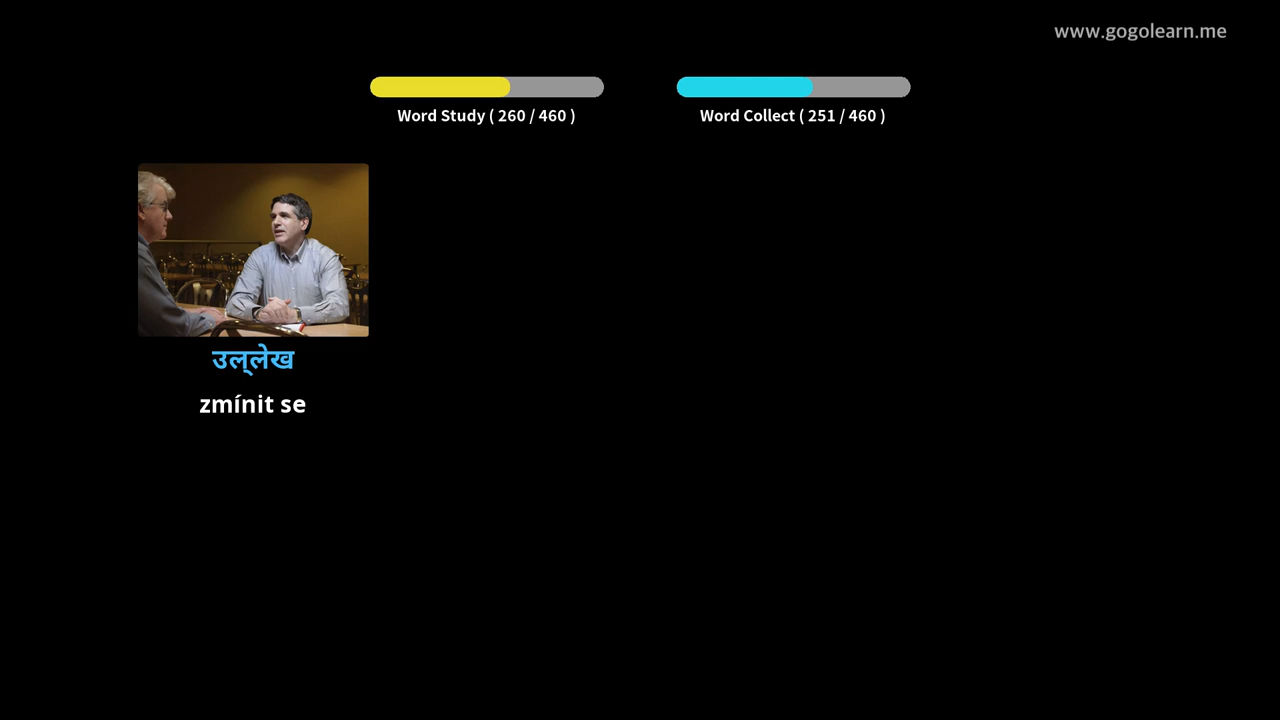 www.gogolearn.me
Word Study ( 260 / 460 )
Word Collect ( 251 / 460 )
उल्लेख
zmínit se